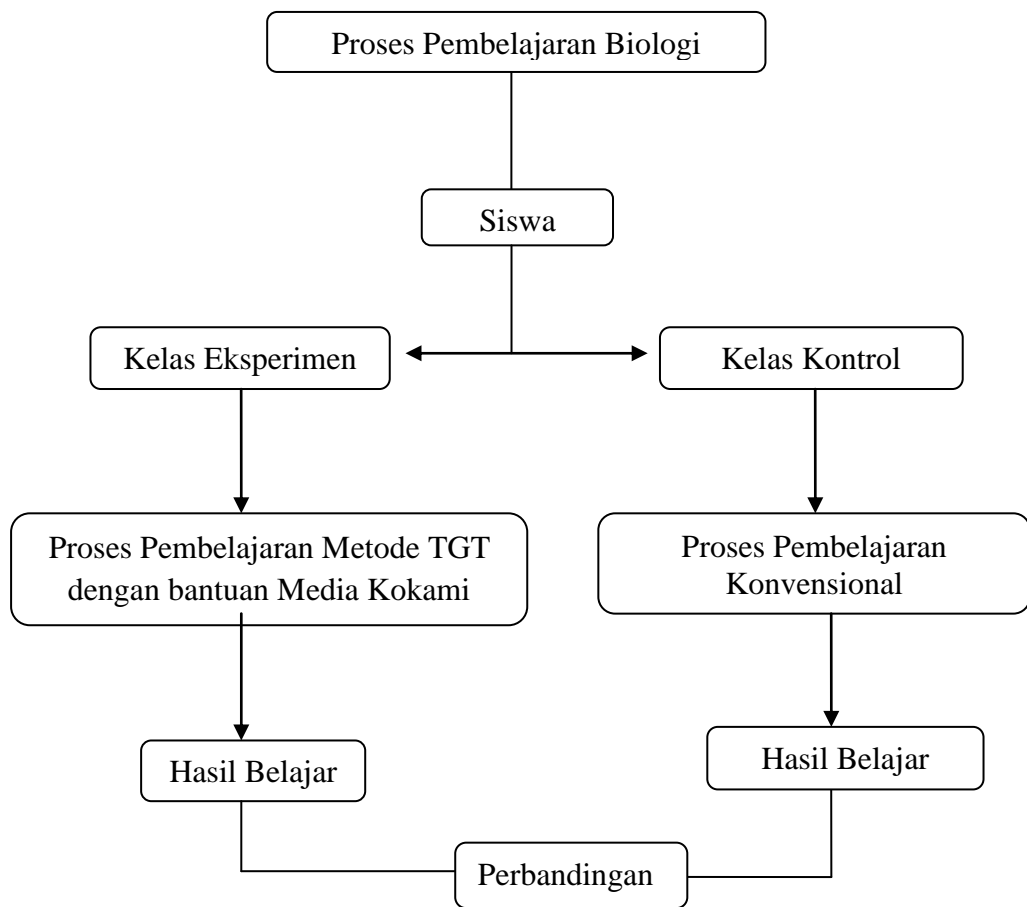 Proses Pembelajaran Biologi
Siswa
Kelas Eksperimen
Kelas Kontrol
Proses Pembelajaran Metode TGT
dengan bantuan Media Kokami
Proses Pembelajaran
Konvensional
Hasil Belajar
Hasil Belajar
Perbandingan